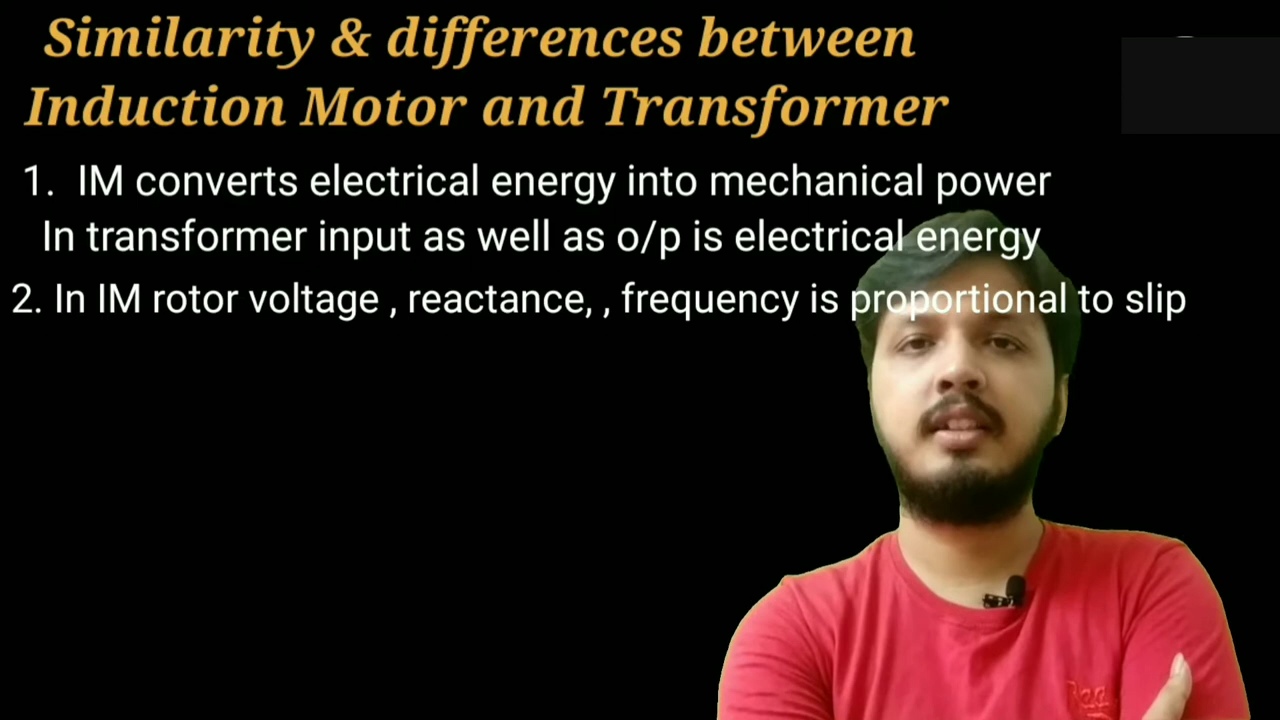 Similarity & differences between
Induction Motor and Transformer
1. IM converts electrical energy into mechanical power
In transformer input as well as o/p is electrical energy
2. In IM rotor voltage , reactance, , frequency is proportional to slip